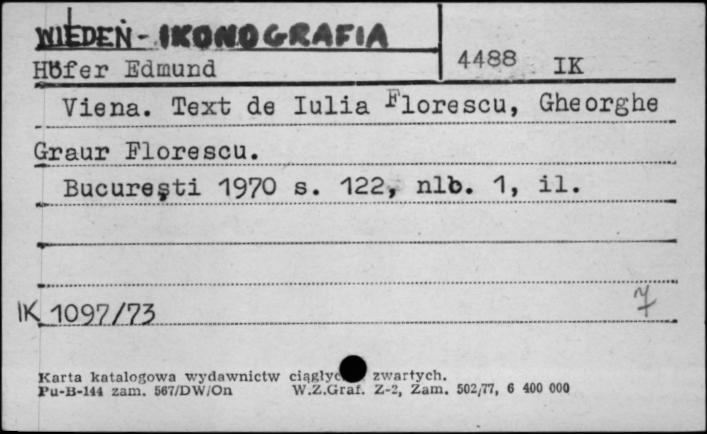 WIEDEŃ - IKONOGRAFIA
Höfer Edmund 4488 IK
Viena. Text de Iulia Florescu, Gheorghe
Graur Florescu.
București 1970 s. 122, nlb. 1, il.
IK 1097/73 7
Karta katalogowa wydawnictw zwartych.
Pu-B-144 zam. 567/DW/On W.Z.Graf. Z-2, Zam. 502/77, 6 400 000